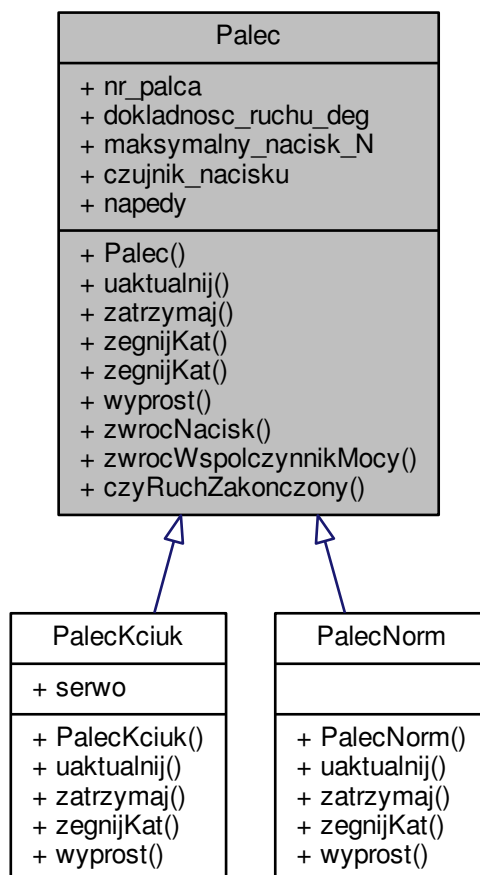 Palec
+ nr_palca
+ dokladnosc_ruchu_deg
+ maksymalny_nacisk_N
+ czujnik_nacisku
+ napedy
+ Palec()
+ uaktualnij()
+ zatrzymaj()
+ zegnijKat()
+ zegnijKat()
+ wyprost()
+ zwrocNacisk()
+ zwrocWspolczynnikMocy()
+ czyRuchZakonczony()
PalecKciuk
+ serwo
+ PalecKciuk()
+ uaktualnij()
+ zatrzymaj()
+ zegnijKat()
+ wyprost()
PalecNorm
+ PalecNorm()
+ uaktualnij()
+ zatrzymaj()
+ zegnijKat()
+ wyprost()